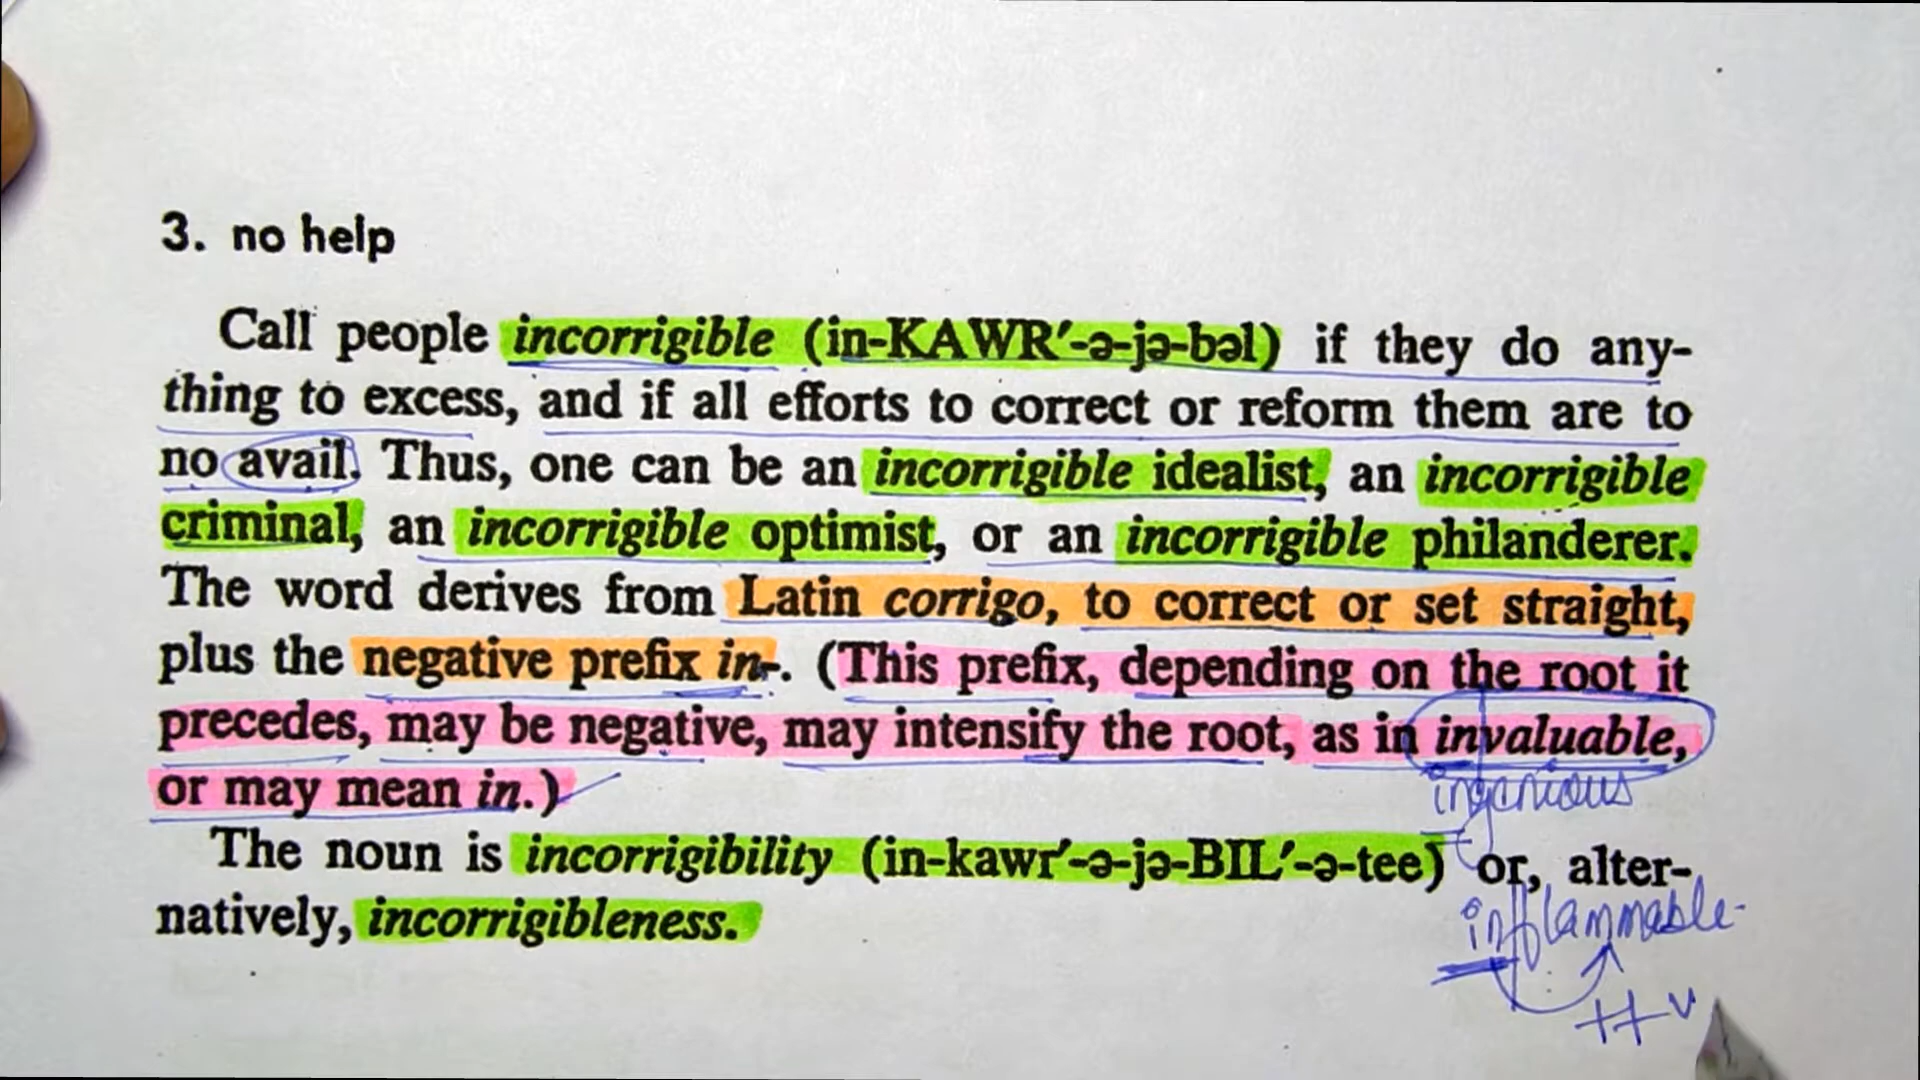 3. no help
Call people incorrigible (in-KAWR′-ə-jə-bəl) if they do any-
thing to excess, and if all efforts to correct or reform them are to
no avail. Thus, one can be an incorrigible idealist, an incorrigible
criminal, an incorrigible optimist, or an incorrigible philanderer.
The word derives from Latin corrigo, to correct or set straight,
plus the negative prefix in-. (This prefix, depending on the root it
precedes, may be negative, may intensify the root, as in invaluable,
or may mean in.)
ingenious
The noun is incorrigibility (in-kawr′-ə-jə-BIL′-ə-tee) or, alter-
natively, incorrigibleness.
inflammable
++v